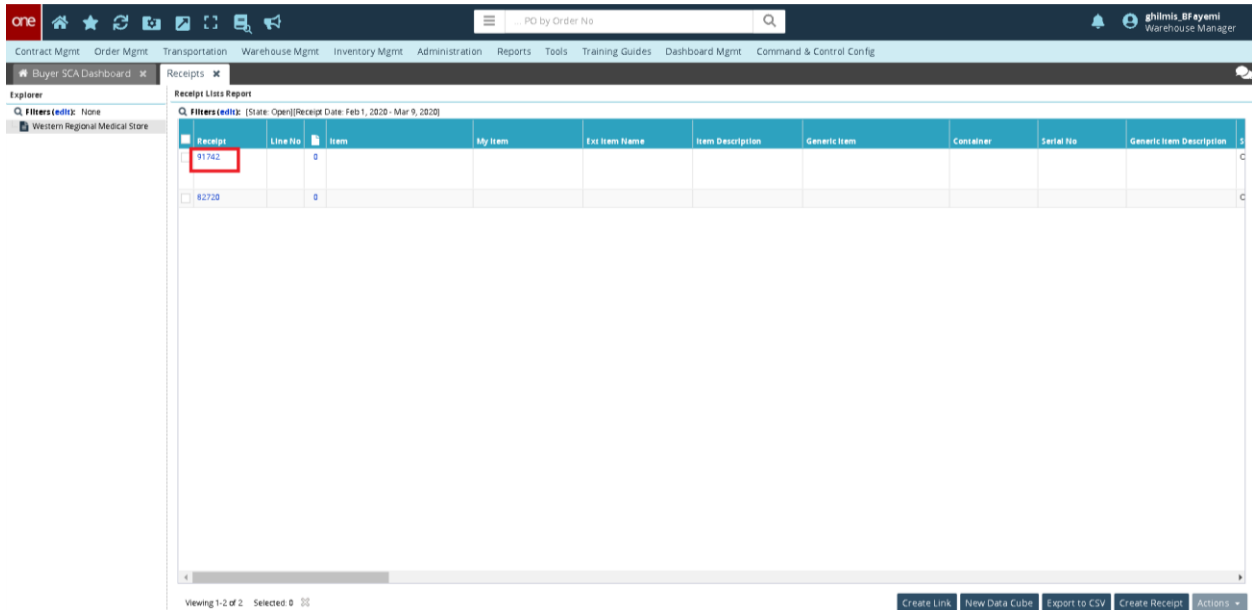 one
... PO by Order No
ghilmis_BFayemi
Warehouse Manager
Contract Mgmt Order Mgmt Transportation Warehouse Mgmt Inventory Mgmt Administration Reports Tools Training Guides Dashboard Mgmt Command & Control Config
Buyer SCA Dashboard Receipts
Explorer
Filters (edit): None
Western Regional Medical Store
Receipt Lists Report
Filters (edit): [State: Open][Receipt Date: Feb 1, 2020 - Mar 9, 2020]
Receipt Line No Item My Item Ext Item Name Item Description Generic Item Container Serial No Generic Item Description S
91742 0
82720 0
Viewing 1-2 of 2 Selected: 0
Create Link New Data Cube Export to CSV Create Receipt Actions